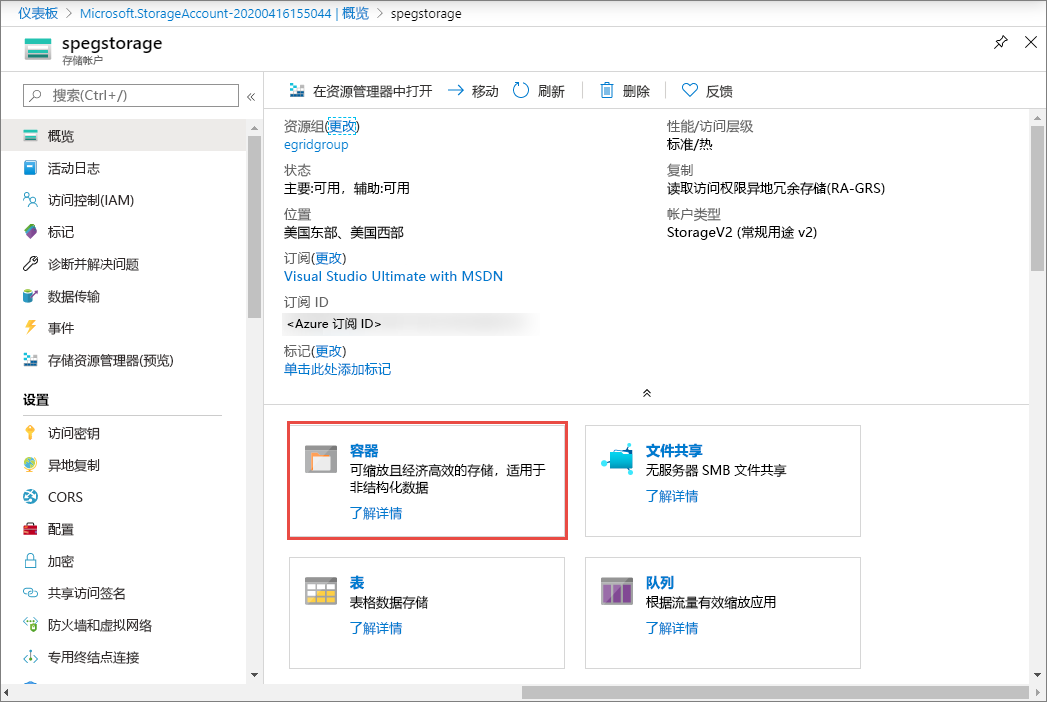 仪表板 > Microsoft.StorageAccount-20200416155044 | 概览 > spegstorage
spegstorage
存储帐户
搜索(Ctrl+/)
«
概览
活动日志
访问控制(IAM)
标记
诊断并解决问题
数据传输
事件
存储资源管理器(预览)
设置
访问密钥
异地复制
CORS
配置
加密
共享访问签名
防火墙和虚拟网络
专用终结点连接
在资源管理器中打开 移动 刷新 删除 反馈
资源组(更改)
egridgroup
状态
主要:可用，辅助:可用
位置
美国东部、美国西部
订阅(更改)
Visual Studio Ultimate with MSDN
订阅 ID
<Azure 订阅 ID>
标记(更改)
单击此处添加标记
性能/访问层级
标准/热
复制
读取访问权限异地冗余存储(RA-GRS)
帐户类型
StorageV2 (常规用途 v2)
容器
可缩放且经济高效的存储，适用于
非结构化数据
了解详情
文件共享
无服务器 SMB 文件共享
了解详情
表
表格数据存储
了解详情
队列
根据流量有效缩放应用
了解详情